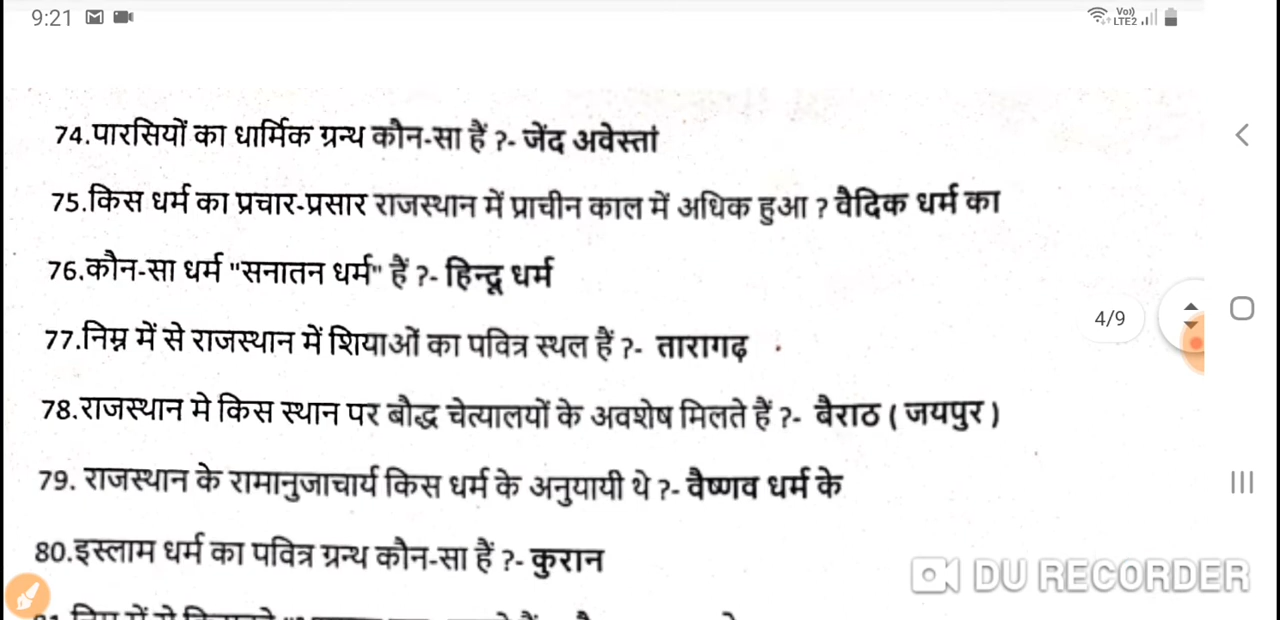 9:21
Vo)) LTE2
74.पारसियों का धार्मिक ग्रन्थ कौन-सा हैं ?- जेंद अवेस्तां
75.किस धर्म का प्रचार-प्रसार राजस्थान में प्राचीन काल में अधिक हुआ ? वैदिक धर्म का
76.कौन-सा धर्म "सनातन धर्म" हैं ?- हिन्दू धर्म
4/9
77.निम्न में से राजस्थान में शियाओं का पवित्र स्थल हैं ?- तारागढ़
78.राजस्थान मे किस स्थान पर बौद्ध चेत्यालयों के अवशेष मिलते हैं ?- बैराठ ( जयपुर )
79. राजस्थान के रामानुजाचार्य किस धर्म के अनुयायी थे ?- वैष्णव धर्म के
80.इस्लाम धर्म का पवित्र ग्रन्थ कौन-सा हैं ?- कुरान
DU RECORDER